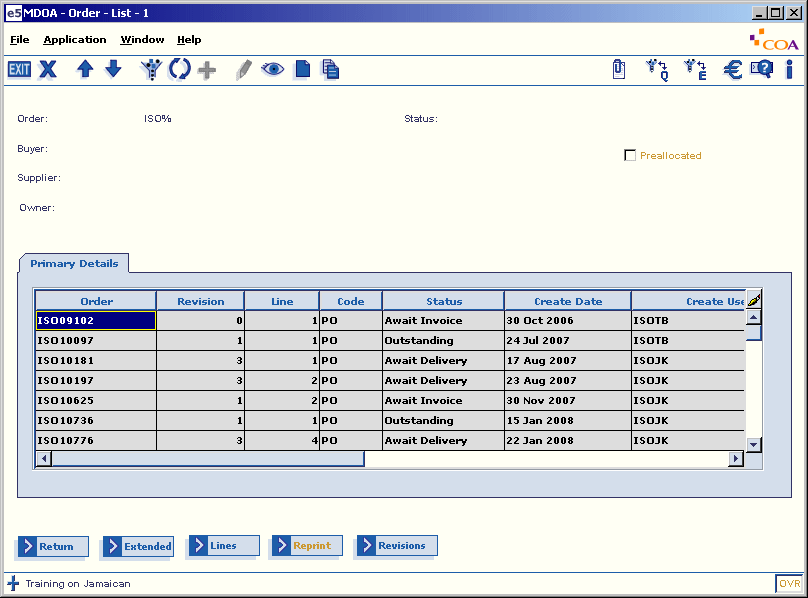 e5 MDOA - Order - List - 1
File Application Window Help
COA
EXIT
Q E
Order: ISO% Status:
Buyer:
Preallocated
Supplier:
Owner:
Primary Details
Order Revision Line Code Status Create Date Create Use
ISO09102 0 1 PO Await Invoice 30 Oct 2006 ISOTB
ISO10097 1 1 PO Outstanding 24 Jul 2007 ISOTB
ISO10181 3 1 PO Await Delivery 17 Aug 2007 ISOJK
ISO10197 3 2 PO Await Delivery 23 Aug 2007 ISOJK
ISO10625 1 2 PO Await Invoice 30 Nov 2007 ISOJK
ISO10736 1 1 PO Outstanding 15 Jan 2008 ISOJK
ISO10776 3 4 PO Await Delivery 22 Jan 2008 ISOJK
Return Extended Lines Reprint Revisions
Training on Jamaican OVR